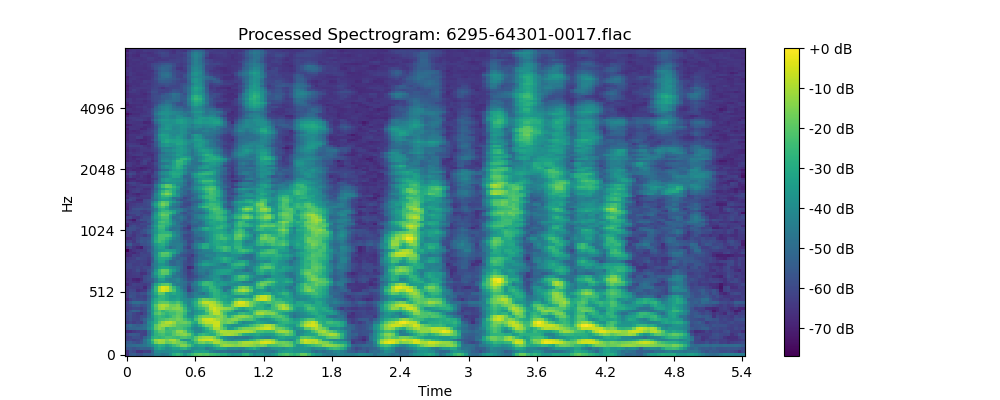 Processed Spectrogram: 6295-64301-0017.flac
+0 dB
-10 dB
-20 dB
-30 dB
-40 dB
-50 dB
-60 dB
-70 dB
Hz
4096
2048
1024
512
0
0 0.6 1.2 1.8 2.4 3 3.6 4.2 4.8 5.4
Time